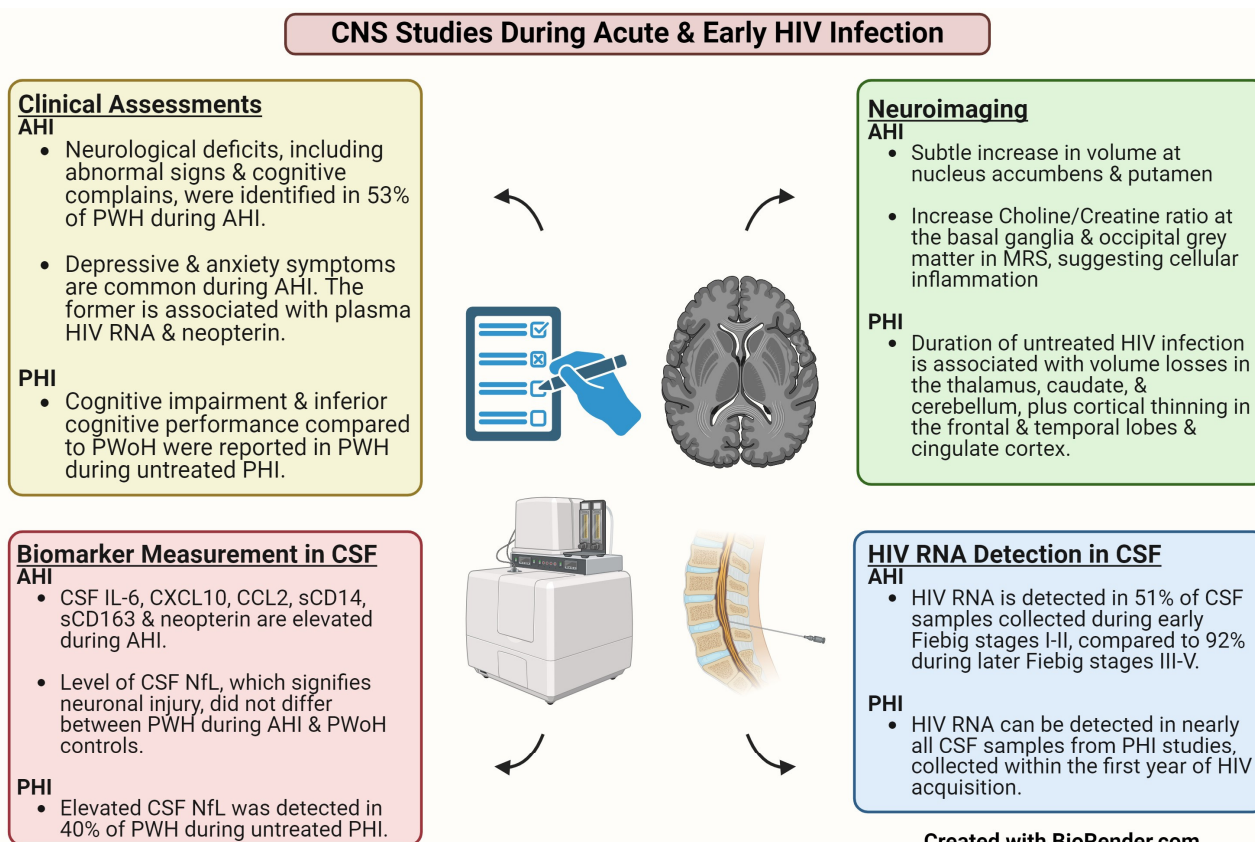 CNS Studies During Acute & Early HIV Infection
Clinical Assessments
AHI
• Neurological deficits, including
abnormal signs & cognitive
complains, were identified in 53%
of PWH during AHI.
• Depressive & anxiety symptoms
are common during AHI. The
former is associated with plasma
HIV RNA & neopterin.
PHI
• Cognitive impairment & inferior
cognitive performance compared
to PWoH were reported in PWH
during untreated PHI.
Neuroimaging
AHI
• Subtle increase in volume at
nucleus accumbens & putamen
• Increase Choline/Creatine ratio at
the basal ganglia & occipital grey
matter in MRS, suggesting cellular
inflammation
PHI
• Duration of untreated HIV infection
is associated with volume losses in
the thalamus, caudate, &
cerebellum, plus cortical thinning in
the frontal & temporal lobes &
cingulate cortex.
Biomarker Measurement in CSF
AHI
• CSF IL-6, CXCL10, CCL2, sCD14,
sCD163 & neopterin are elevated
during AHI.
• Level of CSF NfL, which signifies
neuronal injury, did not differ
between PWH during AHI & PWoH
controls.
PHI
• Elevated CSF NfL was detected in
40% of PWH during untreated PHI.
HIV RNA Detection in CSF
AHI
• HIV RNA is detected in 51% of CSF
samples collected during early
Fiebig stages I-II, compared to 92%
during later Fiebig stages III-V.
PHI
• HIV RNA can be detected in nearly
all CSF samples from PHI studies,
collected within the first year of HIV
acquisition.
Created with BioRender.com